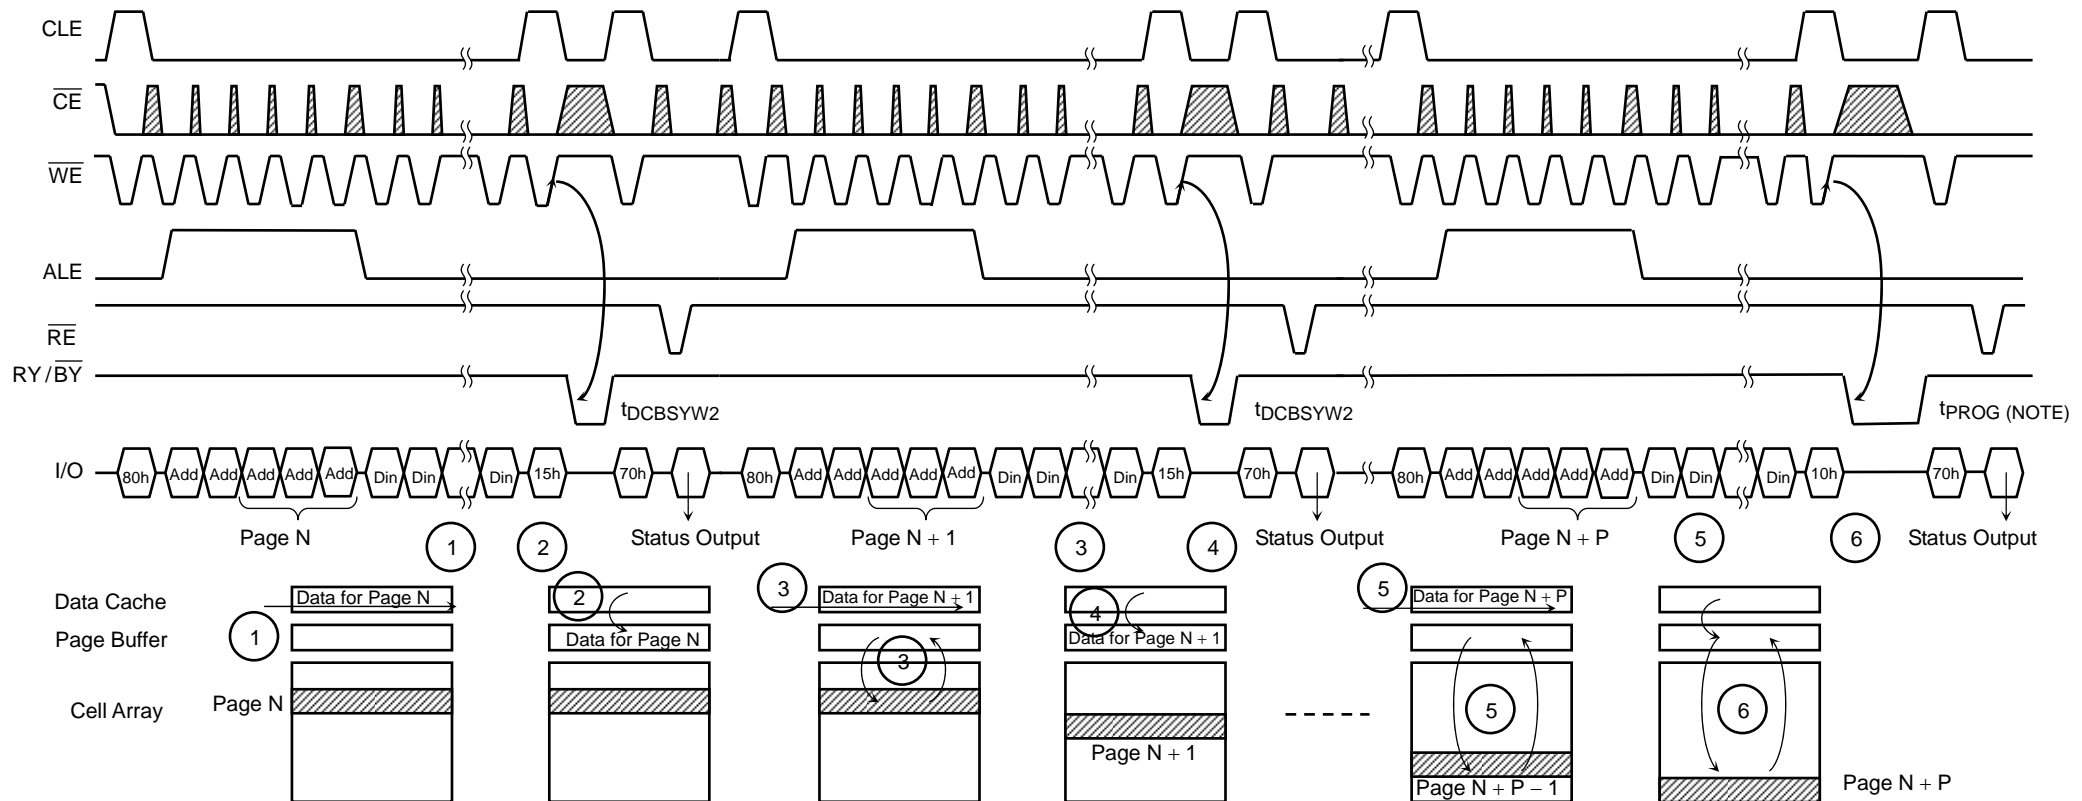 CLE
CE
WE
ALE
RE
RY/BY
tDCBSYW2 tDCBSYW2 tPROG (NOTE)
I/O 80h Add Add Add Add Add Din Din Din 15h 70h 80h Add Add Add Add Add Din Din Din 15h 70h 80h Add Add Add Add Add Din Din Din 10h 70h
Page N 1 2 Status Output Page N + 1 3 4 Status Output Page N + P 5 6 Status Output
Data Cache Data for Page N 2 3 Data for Page N + 1 4 5 Data for Page N + P
Page Buffer 1 Data for Page N 3 Data for Page N + 1
Cell Array Page N Page N + 1 5 Page N + P − 1 6 Page N + P